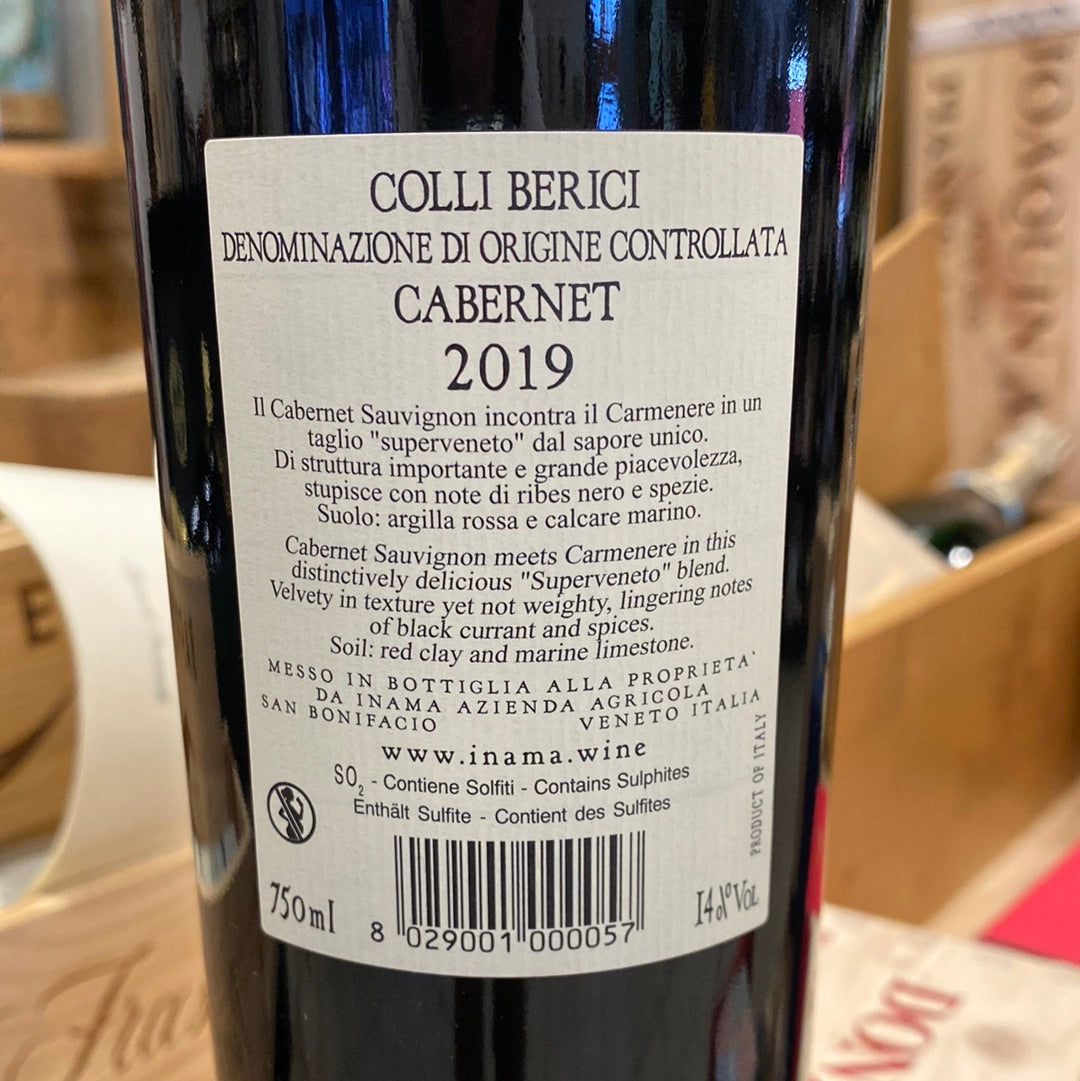 COLLI BERICI
DENOMINAZIONE DI ORIGINE CONTROLLATA
CABERNET
2019
Il Cabernet Sauvignon incontra il Carmenere in un
taglio "superveneto" dal sapore unico.
Di struttura importante e grande piacevolezza,
stupisce con note di ribes nero e spezie.
Suolo: argilla rossa e calcare marino.
Cabernet Sauvignon meets Carmenere in this
distinctively delicious "Superveneto" blend.
Velvety in texture yet not weighty, lingering notes
of black currant and spices.
Soil: red clay and marine limestone.
MESSO IN BOTTIGLIA ALLA PROPRIETA'
DA INAMA AZIENDA AGRICOLA
SAN BONIFACIO VENETO ITALIA
www.inama.wine
SO2 - Contiene Solfiti - Contains Sulphites
Enthält Sulfite - Contient des Sulfites
PRODUCT OF ITALY
750ml
8 029001 000057
14% Vol